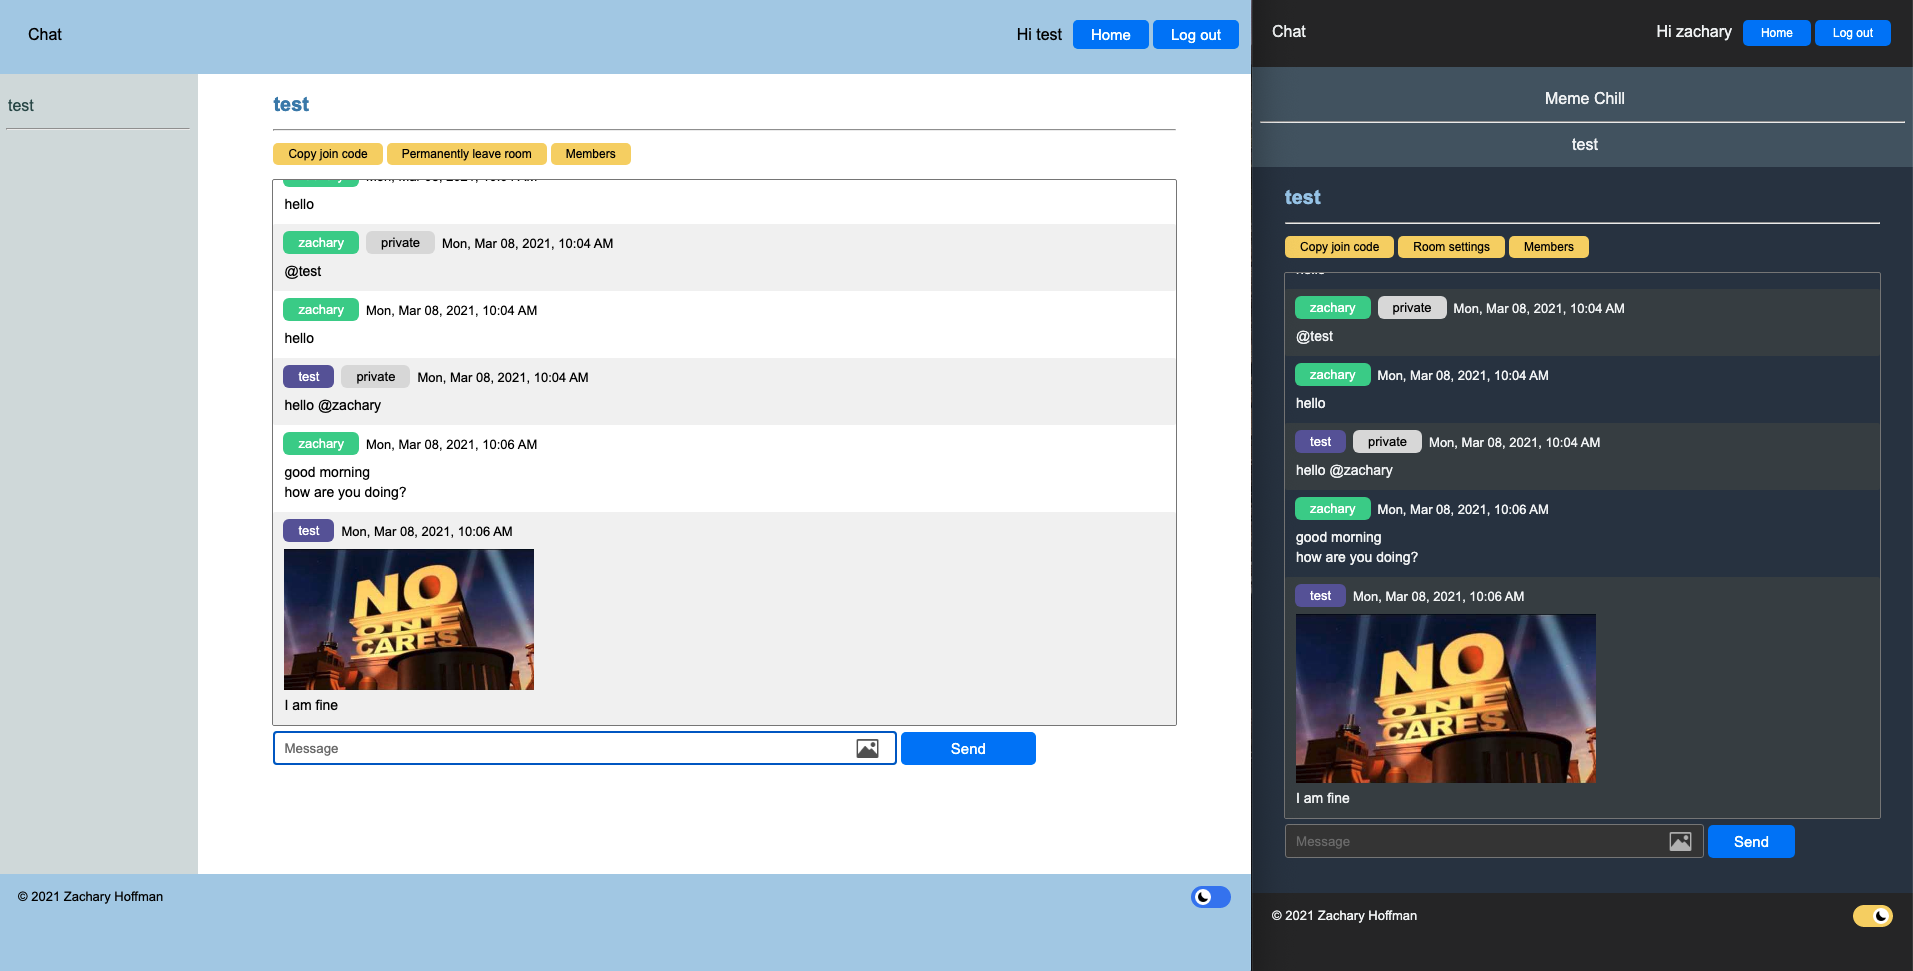 Chat
Hi test
Home
Log out
test
test
Copy join code
Permanently leave room
Members
hello
zachary private Mon, Mar 08, 2021, 10:04 AM
@test
zachary Mon, Mar 08, 2021, 10:04 AM
hello
test private Mon, Mar 08, 2021, 10:04 AM
hello @zachary
zachary Mon, Mar 08, 2021, 10:06 AM
good morning
how are you doing?
test Mon, Mar 08, 2021, 10:06 AM
NO
ONE
CARES
I am fine
Message
Send
© 2021 Zachary Hoffman
Chat
Hi zachary
Home
Log out
Meme Chill
test
test
Copy join code
Room settings
Members
zachary private Mon, Mar 08, 2021, 10:04 AM
@test
zachary Mon, Mar 08, 2021, 10:04 AM
hello
test private Mon, Mar 08, 2021, 10:04 AM
hello @zachary
zachary Mon, Mar 08, 2021, 10:06 AM
good morning
how are you doing?
test Mon, Mar 08, 2021, 10:06 AM
NO
ONE
CARES
I am fine
Message
Send
© 2021 Zachary Hoffman